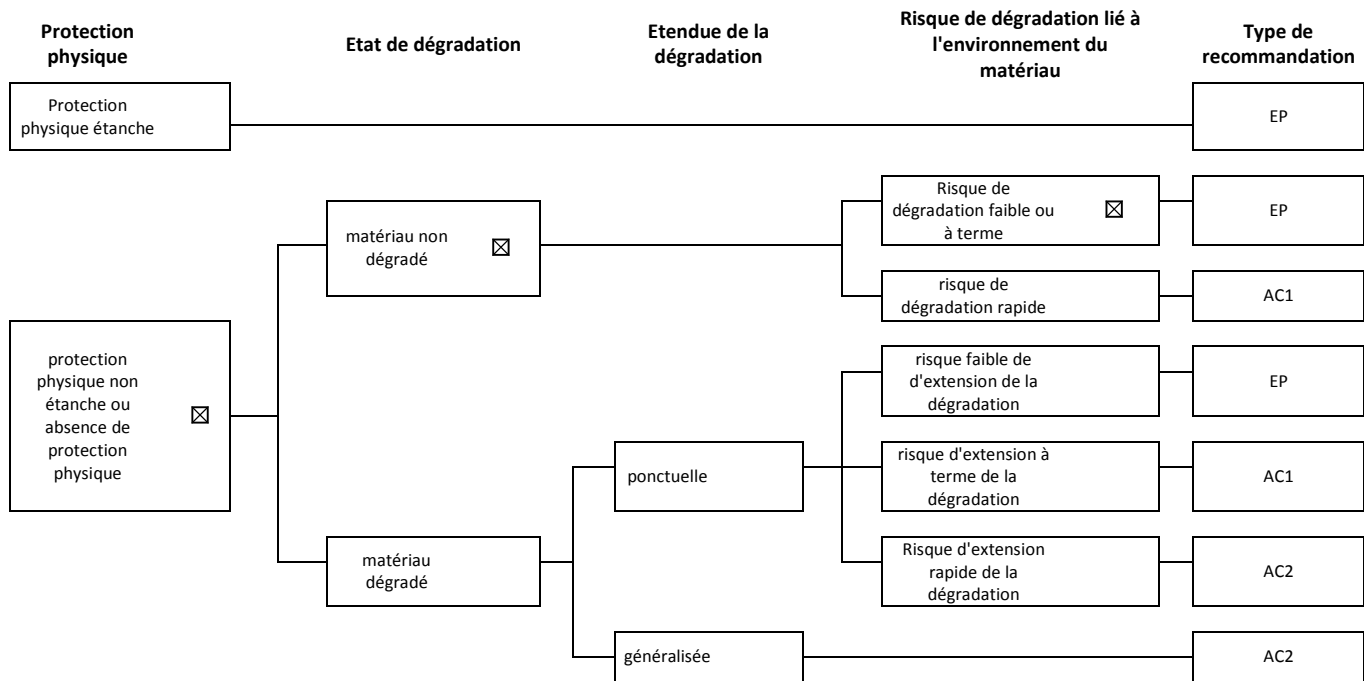 Protection
physique
Etat de dégradation
Etendue de la
dégradation
Risque de dégradation lié à
l'environnement du
matériau
Type de
recommandation
Protection
physique étanche
EP
Risque de
dégradation faible ou
à terme
☒
EP
matériau non
dégradé
☒
risque de
dégradation rapide
AC1
protection
physique non
étanche ou
absence de
protection
physique
☒
risque faible de
d'extension de la
dégradation
EP
ponctuelle
risque d'extension à
terme de la
dégradation
AC1
matériau
dégradé
Risque d'extension
rapide de la
dégradation
AC2
généralisée
AC2